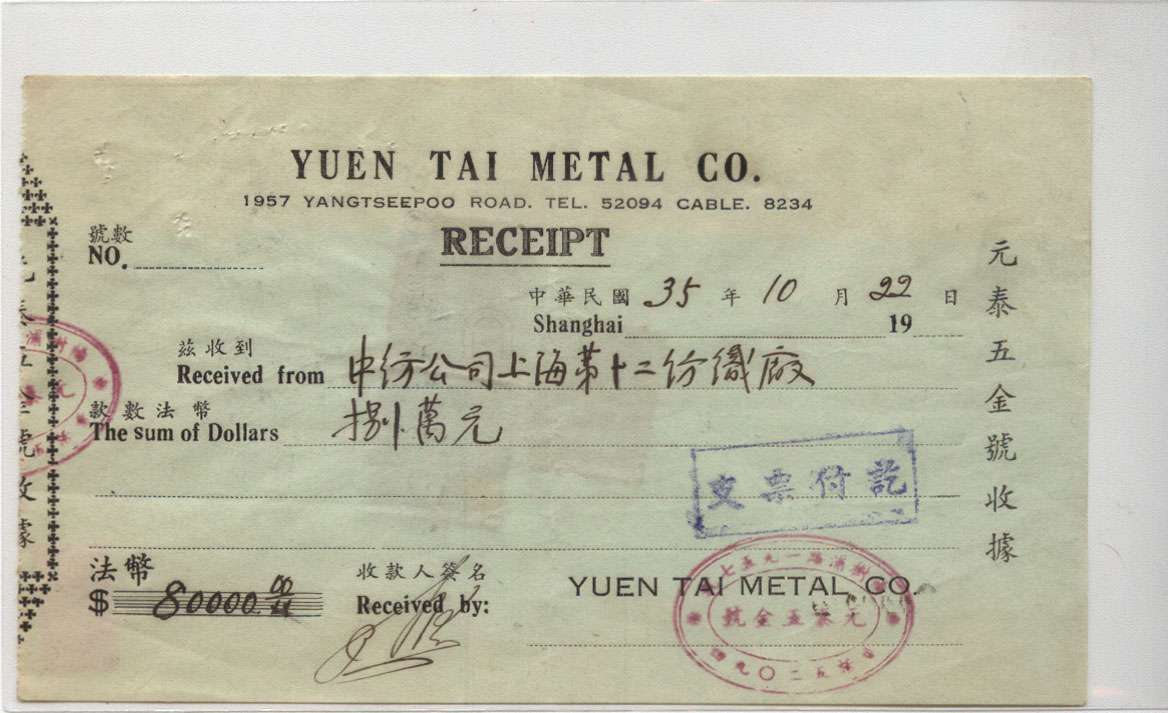 YUEN TAI METAL CO.
1957 YANGTSEEPOO ROAD. TEL. 52094 CABLE. 8234
RECEIPT
號數
NO.
中華民國 35 年 10 月 22 日
Shanghai 19
茲收到
Received from 中纺公司上海第十二纺織廠
款數法幣
The sum of Dollars 捌萬元
支票付訖
法幣
$ 80000.00
收款人簽名
Received by:
YUEN TAI METAL CO.
元泰五金號
元泰五金號收據